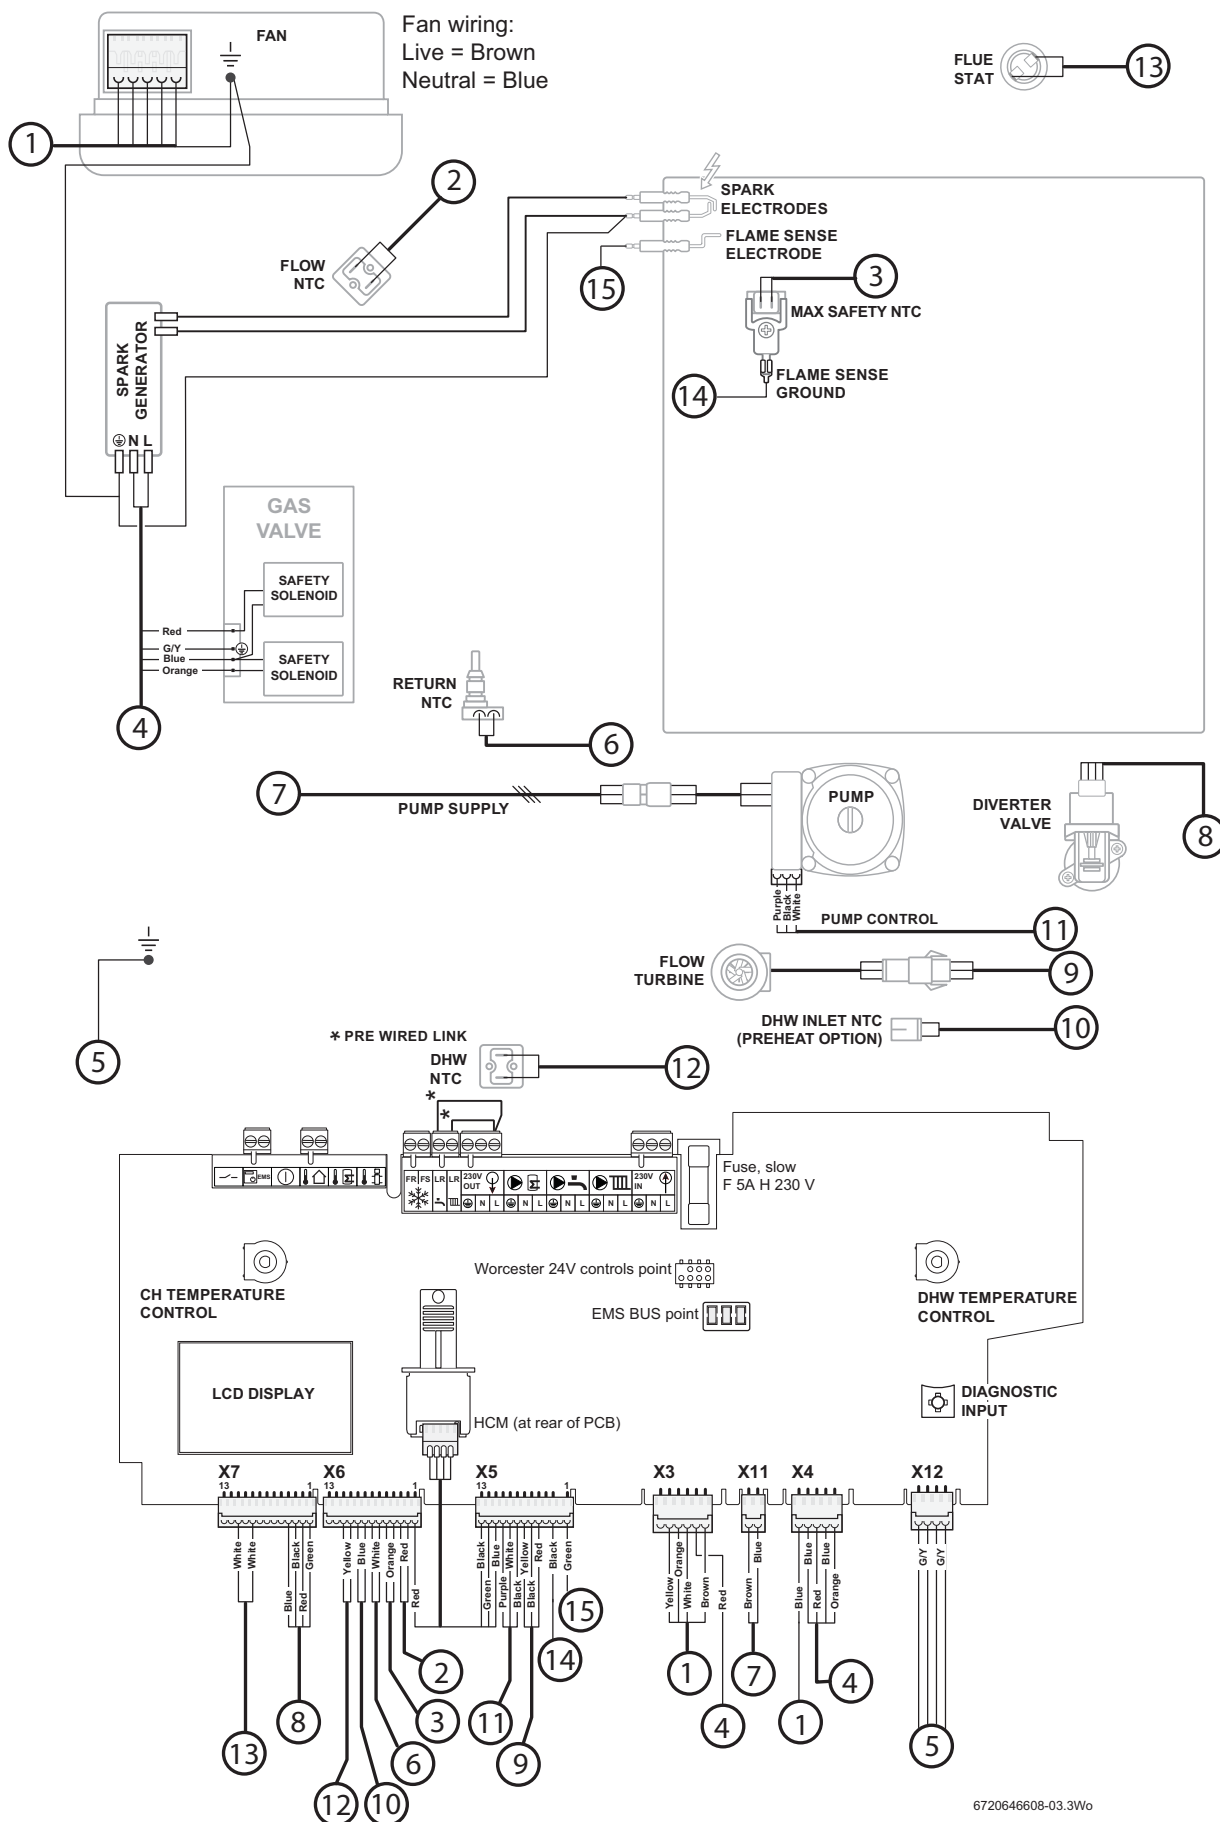 FAN
Fan wiring:
Live = Brown
Neutral = Blue
FLUE
STAT
13
1
2
SPARK
ELECTRODES
FLAME SENSE
ELECTRODE
FLOW
NTC
15
3
MAX SAFETY NTC
SPARK
GENERATOR
FLAME SENSE
GROUND
14
N L
GAS
VALVE
SAFETY
SOLENOID
Red
G/Y
Blue
Orange
SAFETY
SOLENOID
4
RETURN
NTC
6
7
PUMP SUPPLY
PUMP
DIVERTER
VALVE
8
Purple
Black
White
PUMP CONTROL
11
FLOW
TURBINE
9
5
DHW INLET NTC
(PREHEAT OPTION)
10
* PRE WIRED LINK
DHW
NTC
12
*
*
EMS
FR FS LR LR 230V
OUT
230V
IN
N L N L N L N L N L
Fuse, slow
F 5A H 230 V
Worcester 24V controls point
CH TEMPERATURE
CONTROL
DHW TEMPERATURE
CONTROL
EMS BUS point
LCD DISPLAY
DIAGNOSTIC
INPUT
HCM (at rear of PCB)
X7 X6 X5 X3 X11 X4 X12
13 1 13 1 13 1
White
White
Blue
Black
Red
Green
Yellow
Blue
White
Orange
Red
Red
Black
Green
Blue
Purple
White
Black
Yellow
Black
Red
Black
Green
Yellow
Orange
White
Brown
Red
Brown
Blue
Blue
Blue
Red
Blue
Orange
G/Y
G/Y
15
14
2
1
7
4
3
11
8
4
1
5
13
6
9
12
10
6720646608-03.3Wo